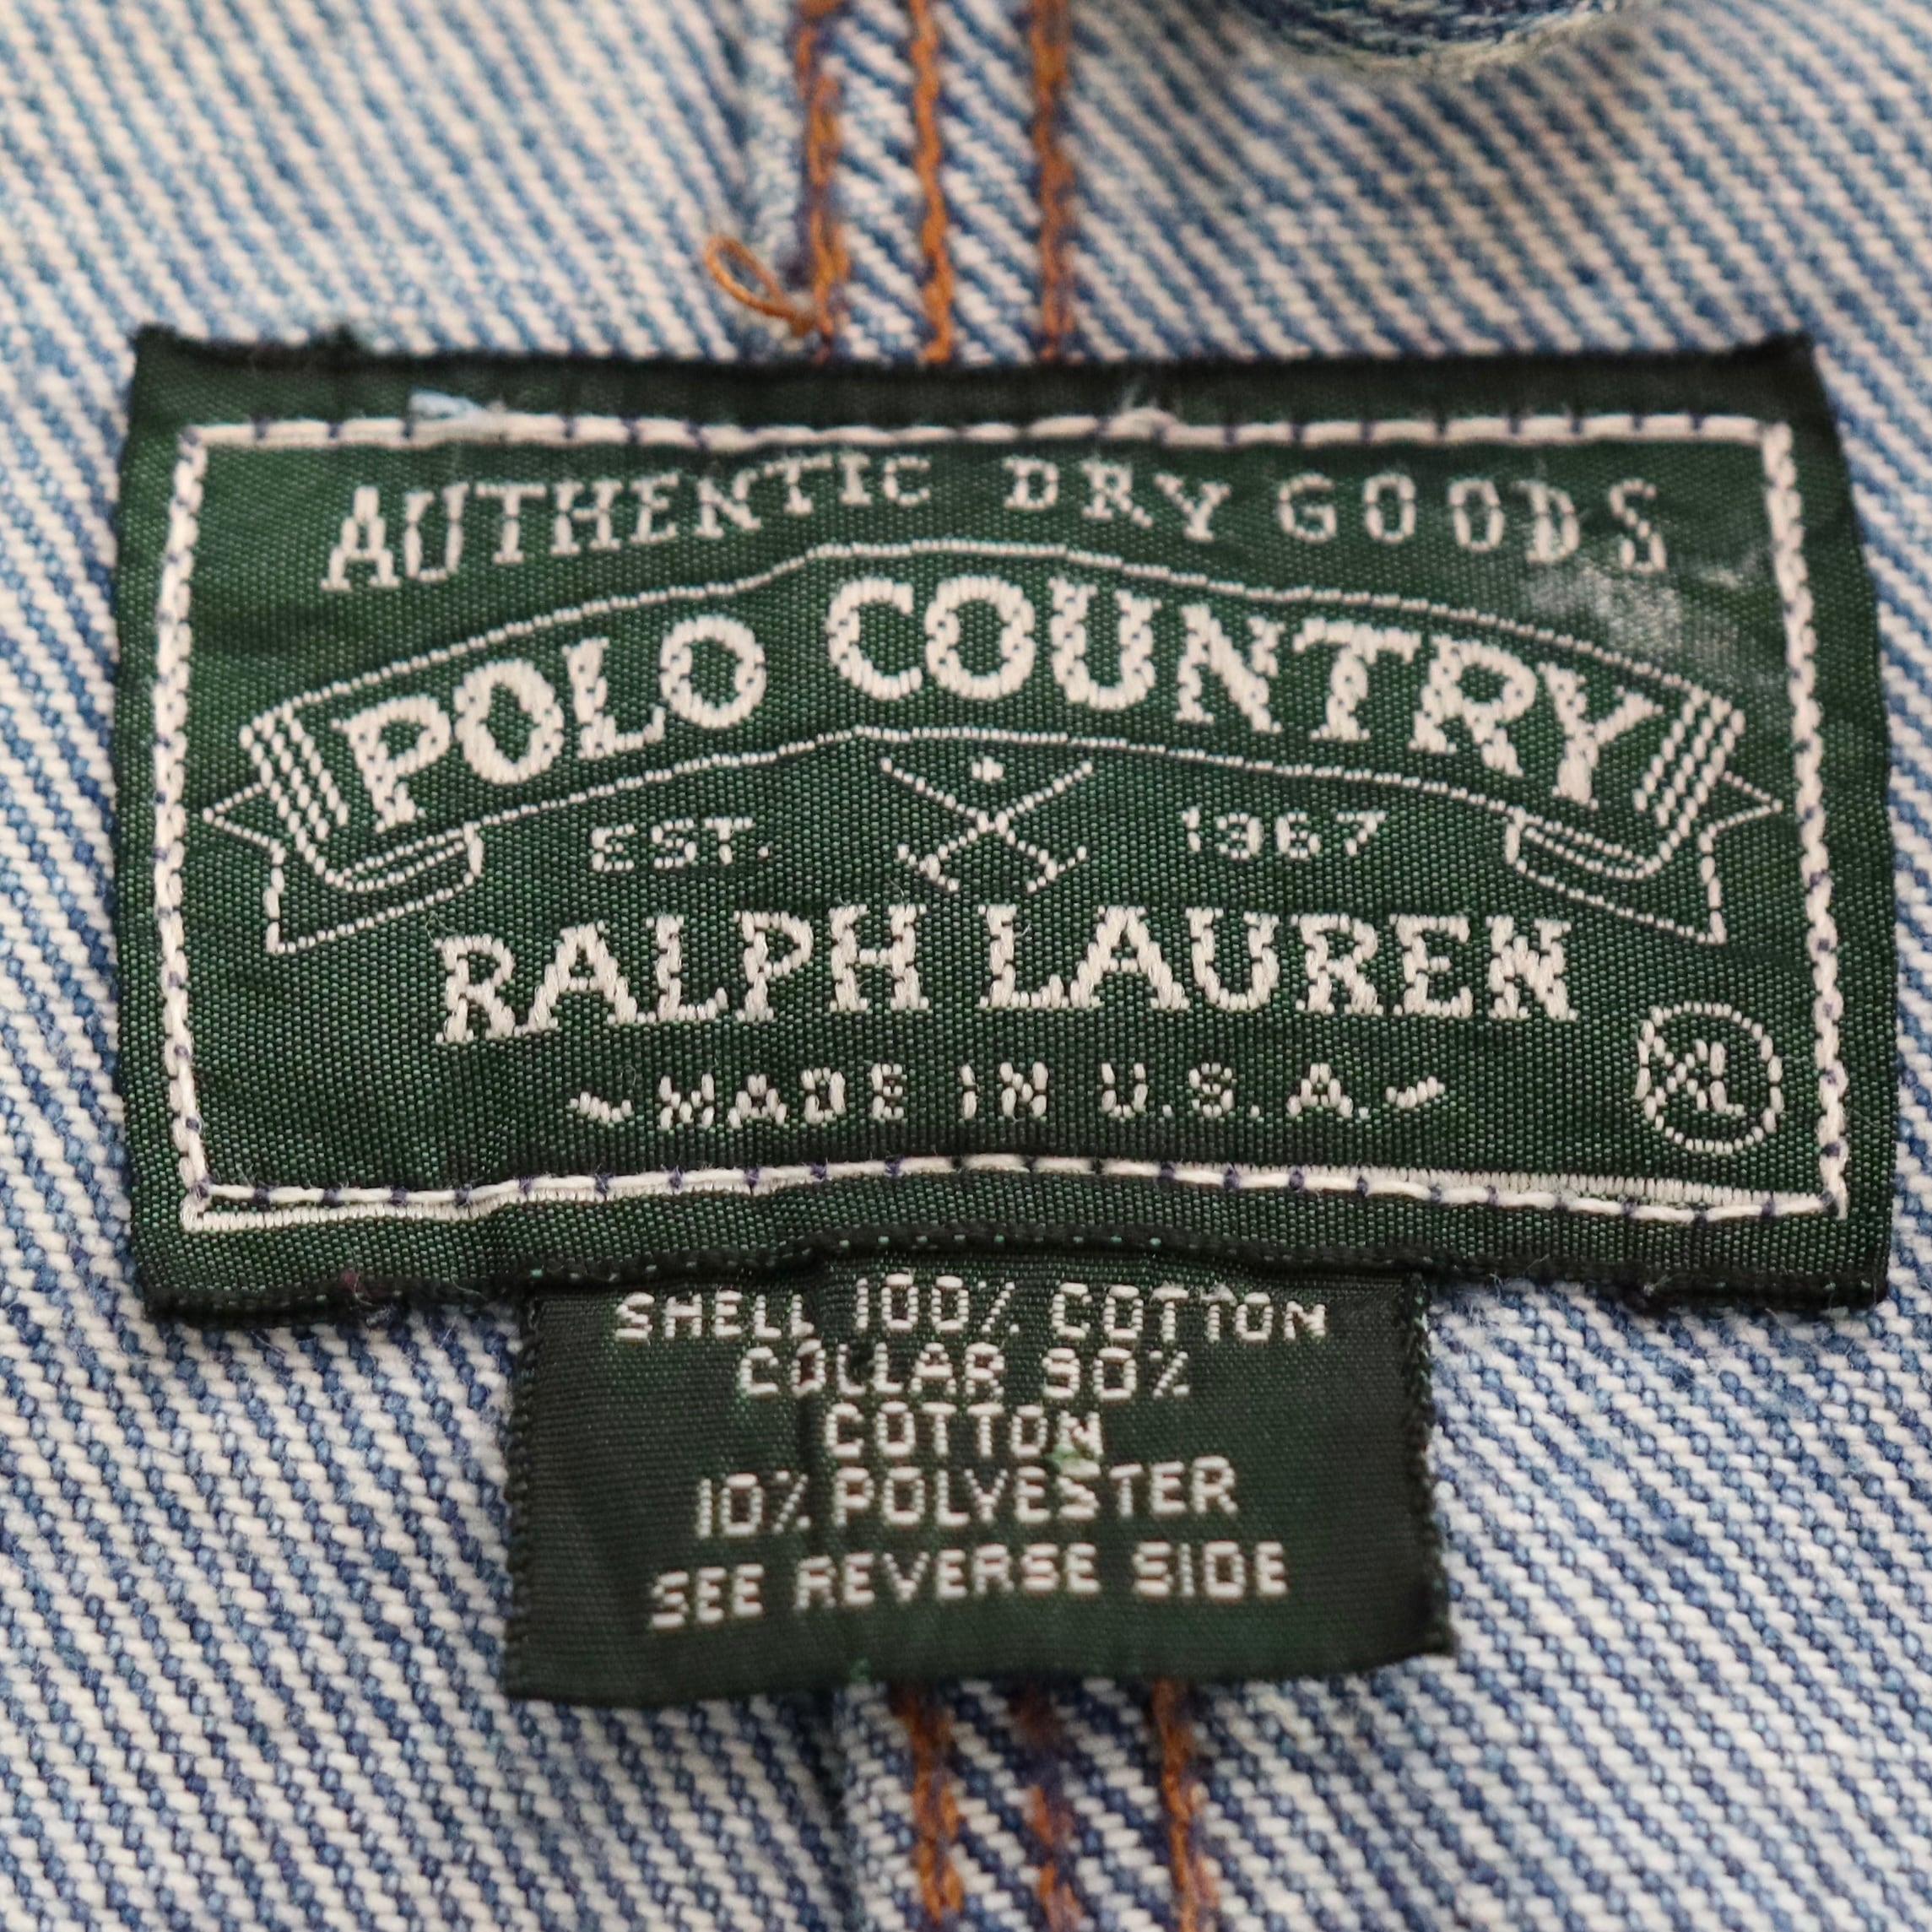 AUTHENTIC DRY GOODS
POLO COUNTRY
EST. 1967
RALPH LAUREN
~MADE IN U.S.A.~
XL
SHELL 100% COTTON
COLLAR 90%
COTTON
10% POLYESTER
SEE REVERSE SIDE